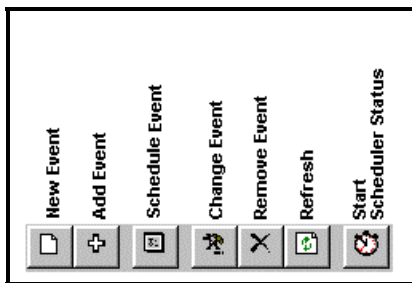 New Event
Add Event
Schedule Event
Change Event
Remove Event
Refresh
Start
Scheduler Status